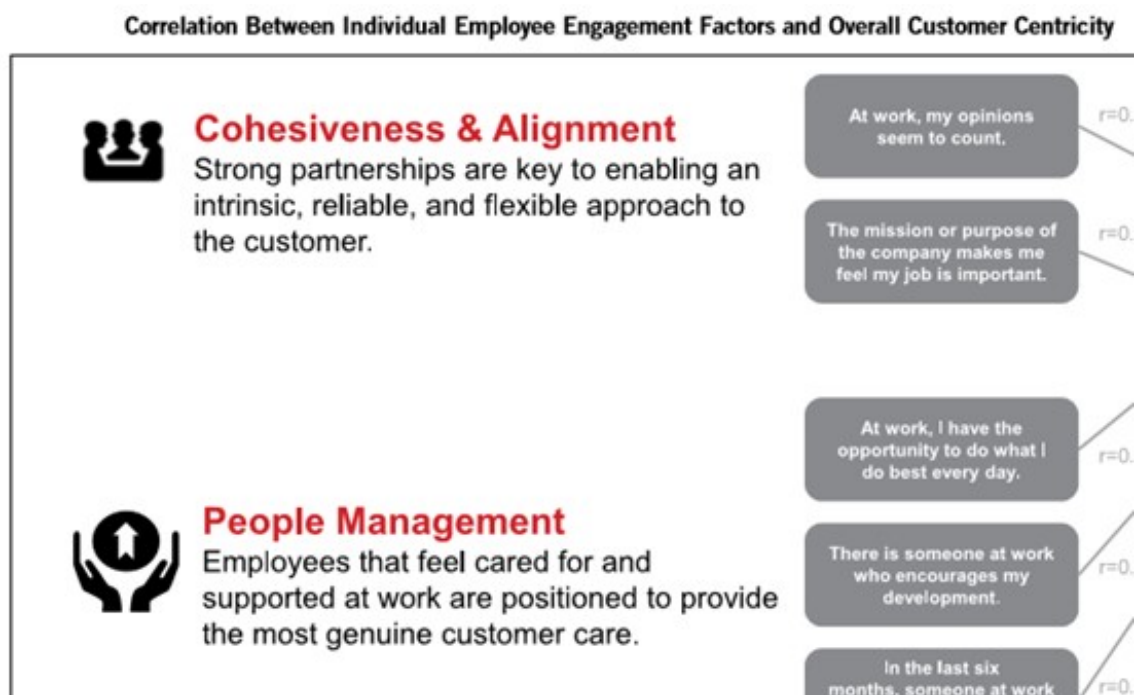 Correlation Between Individual Employee Engagement Factors and Overall Customer Centricity
Cohesiveness & Alignment
Strong partnerships are key to enabling an
intrinsic, reliable, and flexible approach to
the customer.
At work, my opinions
seem to count.
r=0.
The mission or purpose of
the company makes me
feel my job is important.
r=0.
At work, I have the
opportunity to do what I
do best every day.
r=0.
People Management
Employees that feel cared for and
supported at work are positioned to provide
the most genuine customer care.
There is someone at work
who encourages my
development.
r=0.
In the last six
months, someone at work
r=0.